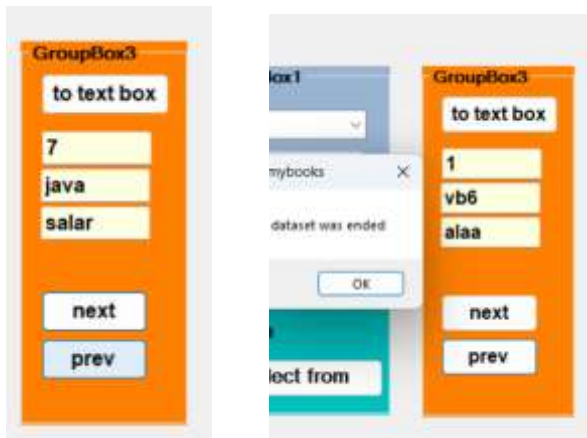 GroupBox3
to text box
7
java
salar
next
prev
Box1
mybooks
dataset was ended
OK
lect from
GroupBox3
to text box
1
vb6
alaa
next
prev